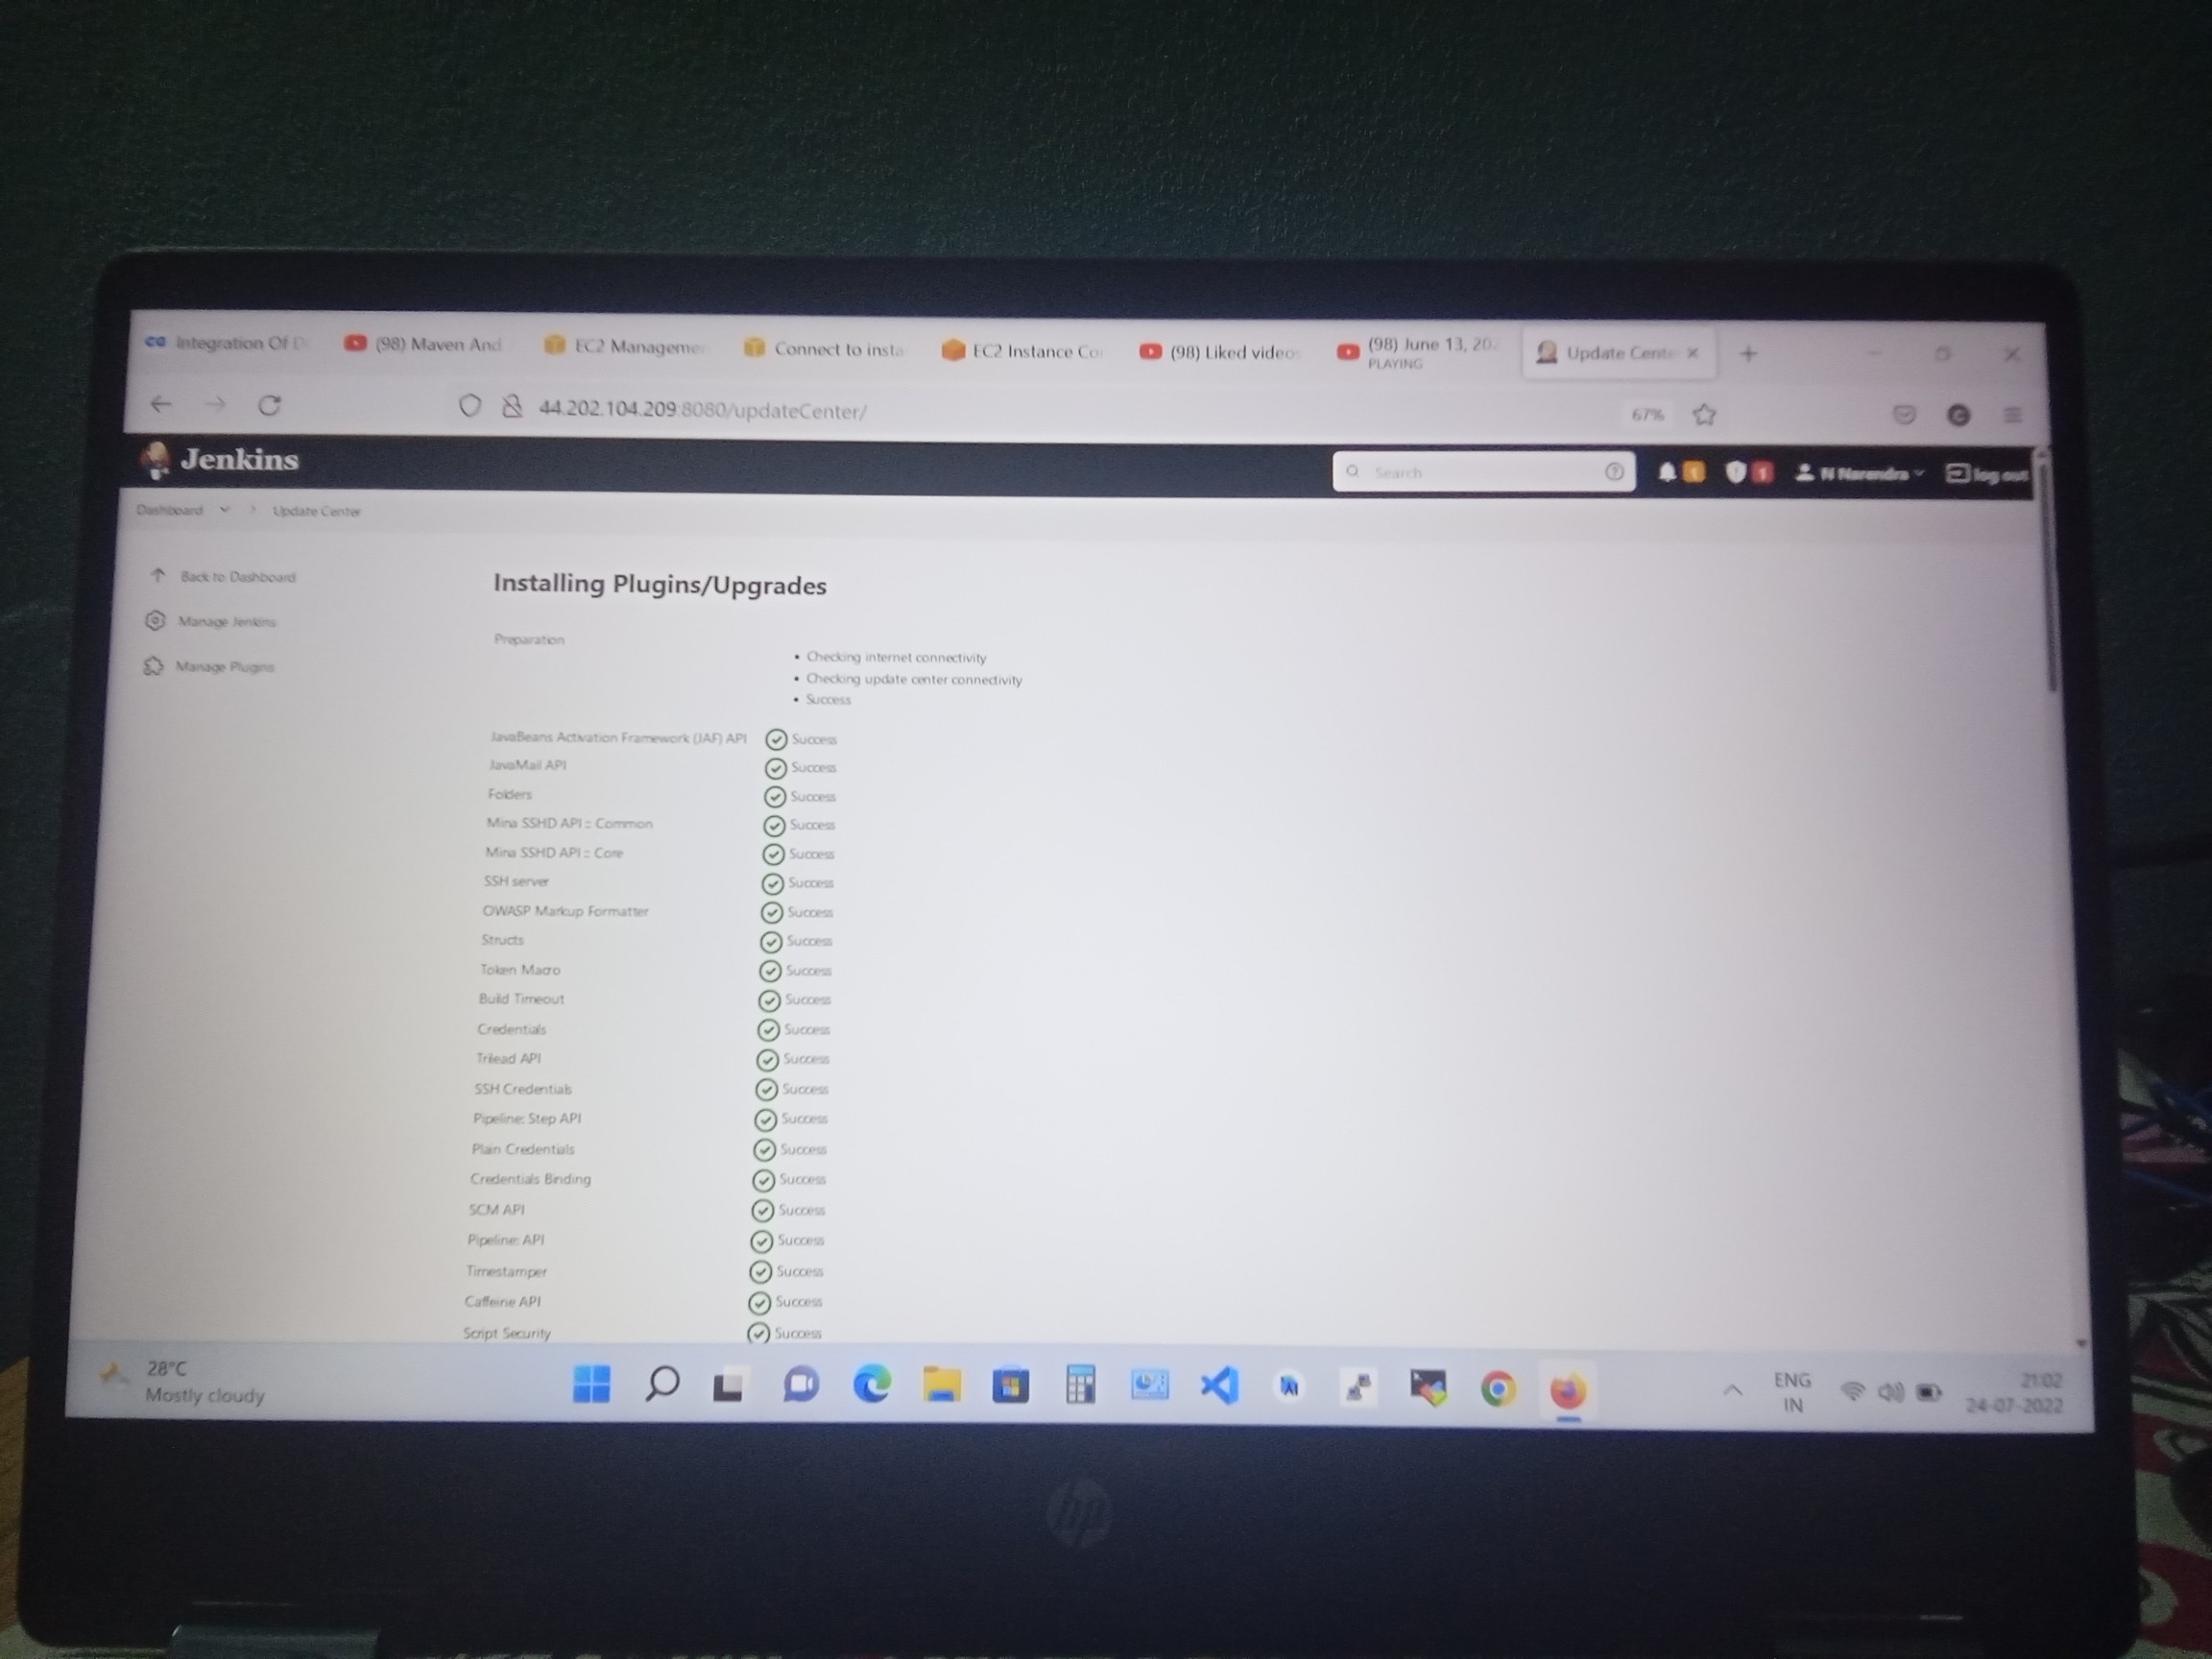 Integration Of D
(98) Maven And
EC2 Manageme
Connect to insta
EC2 Instance Co
(98) Liked videos
(98) June 13, 202
PLAYING
Update Cente
44.202.104.209:8080/updateCenter/
67%
Jenkins
Search
1
1
N Narendra
log out
Dashboard
Update Center
Back to Dashboard
Manage Jenkins
Manage Plugins
Installing Plugins/Upgrades
Preparation
• Checking internet connectivity
• Checking update center connectivity
• Success
JavaBeans Activation Framework (JAF) API Success
JavaMail API Success
Folders Success
Mina SSHD API :: Common Success
Mina SSHD API :: Core Success
SSH server Success
OWASP Markup Formatter Success
Structs Success
Token Macro Success
Build Timeout Success
Credentials Success
Trilead API Success
SSH Credentials Success
Pipeline: Step API Success
Plain Credentials Success
Credentials Binding Success
SCM API Success
Pipeline: API Success
Timestamper Success
Caffeine API Success
Script Security Success
28°C
Mostly cloudy
ENG
IN
21:02
24-07-2022
hp